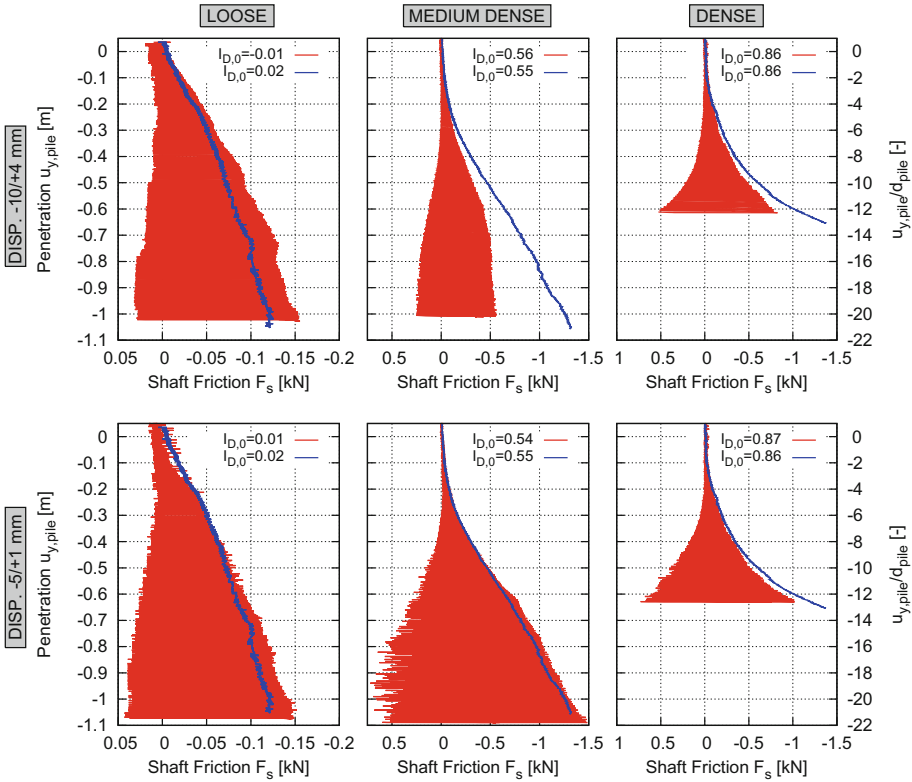 LOOSE
MEDIUM DENSE
DENSE
DISP. -10/+4 mm
Penetration u_y,pile [m]
0
-0.1
-0.2
-0.3
-0.4
-0.5
-0.6
-0.7
-0.8
-0.9
-1
-1.1
I_D,0=-0.01
I_D,0=0.02
I_D,0=0.56
I_D,0=0.55
I_D,0=0.86
I_D,0=0.86
0
-2
-4
-6
-8
-10
-12
-14
-16
-18
-20
-22
u_y,pile/d_pile [-]
0.05 0 -0.05 -0.1 -0.15 -0.2
0.5 0 -0.5 -1 -1.5
1 0.5 0 -0.5 -1 -1.5
Shaft Friction F_s [kN]
Shaft Friction F_s [kN]
Shaft Friction F_s [kN]
DISP. -5/+1 mm
Penetration u_y,pile [m]
0
-0.1
-0.2
-0.3
-0.4
-0.5
-0.6
-0.7
-0.8
-0.9
-1
-1.1
I_D,0=0.01
I_D,0=0.02
I_D,0=0.54
I_D,0=0.55
I_D,0=0.87
I_D,0=0.86
0
-2
-4
-6
-8
-10
-12
-14
-16
-18
-20
-22
u_y,pile/d_pile [-]
0.05 0 -0.05 -0.1 -0.15 -0.2
0.5 0 -0.5 -1 -1.5
1 0.5 0 -0.5 -1 -1.5
Shaft Friction F_s [kN]
Shaft Friction F_s [kN]
Shaft Friction F_s [kN]